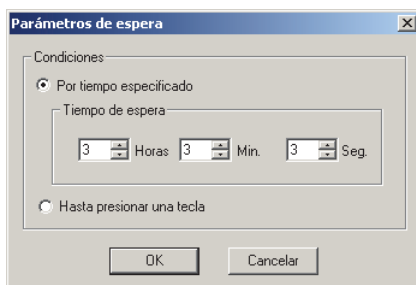 Parámetros de espera
Condiciones
Por tiempo especificado
Tiempo de espera
3 Horas 3 Min. 3 Seg.
Hasta presionar una tecla
OK Cancelar